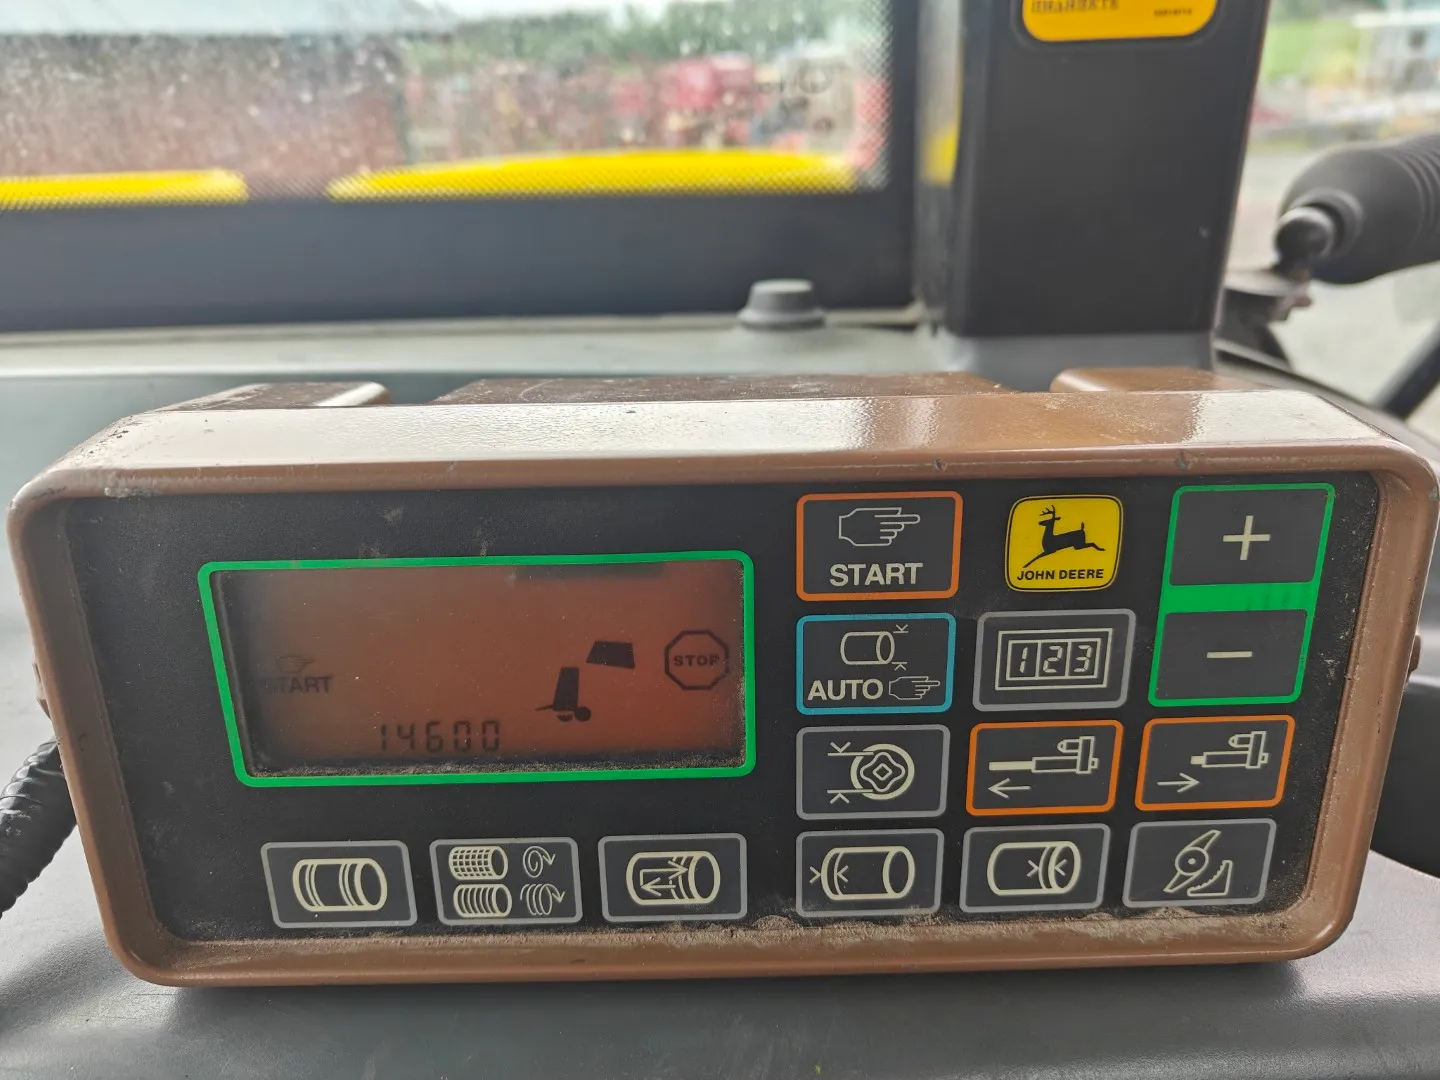 START
JOHN DEERE
+
AUTO
123
−
START
STOP
14600